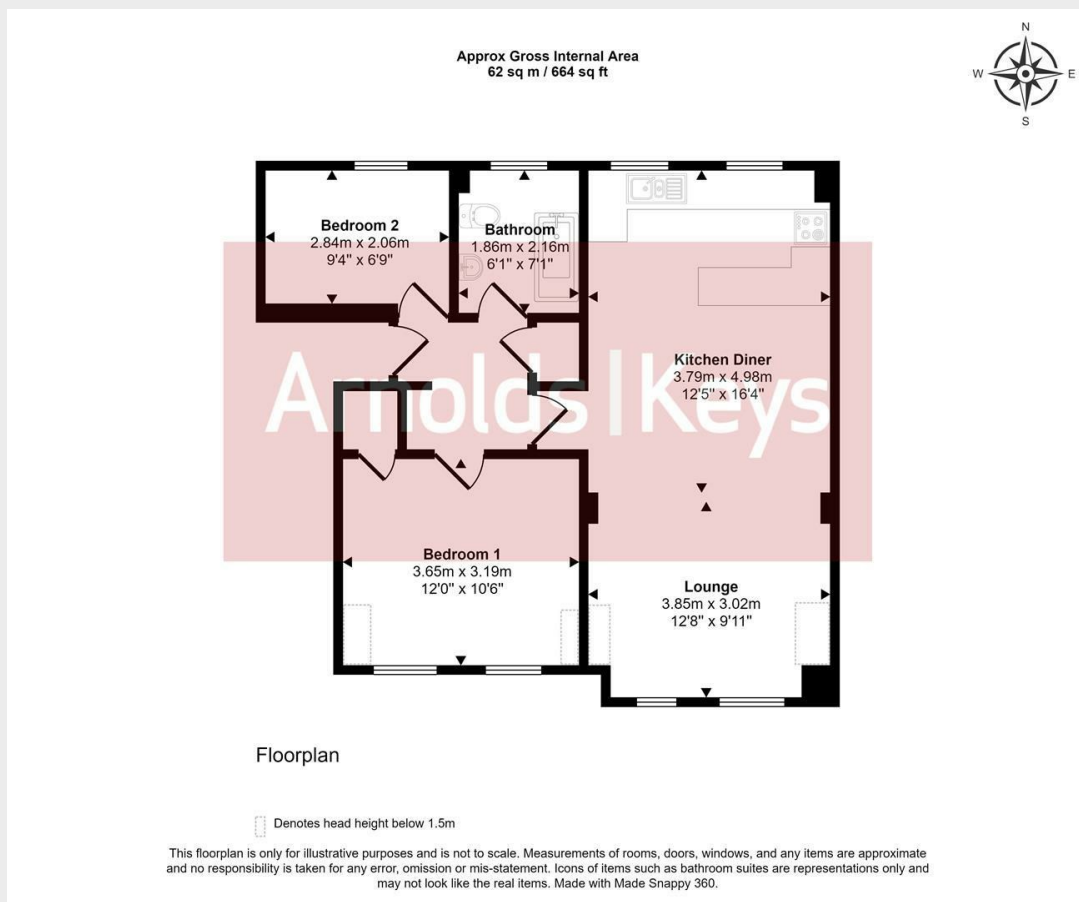 Approx Gross Internal Area
62 sq m / 664 sq ft
N
W
E
S
Bedroom 2
2.84m x 2.06m
9'4" x 6'9"
Bathroom
1.86m x 2.16m
6'1" x 7'1"
Kitchen Diner
3.79m x 4.98m
12'5" x 16'4"
Arnolds | Keys
Bedroom 1
3.65m x 3.19m
12'0" x 10'6"
Lounge
3.85m x 3.02m
12'8" x 9'11"
Floorplan
Denotes head height below 1.5m
This floorplan is only for illustrative purposes and is not to scale. Measurements of rooms, doors, windows, and any items are approximate
and no responsibility is taken for any error, omission or mis-statement. Icons of items such as bathroom suites are representations only and
may not look like the real items. Made with Made Snappy 360.